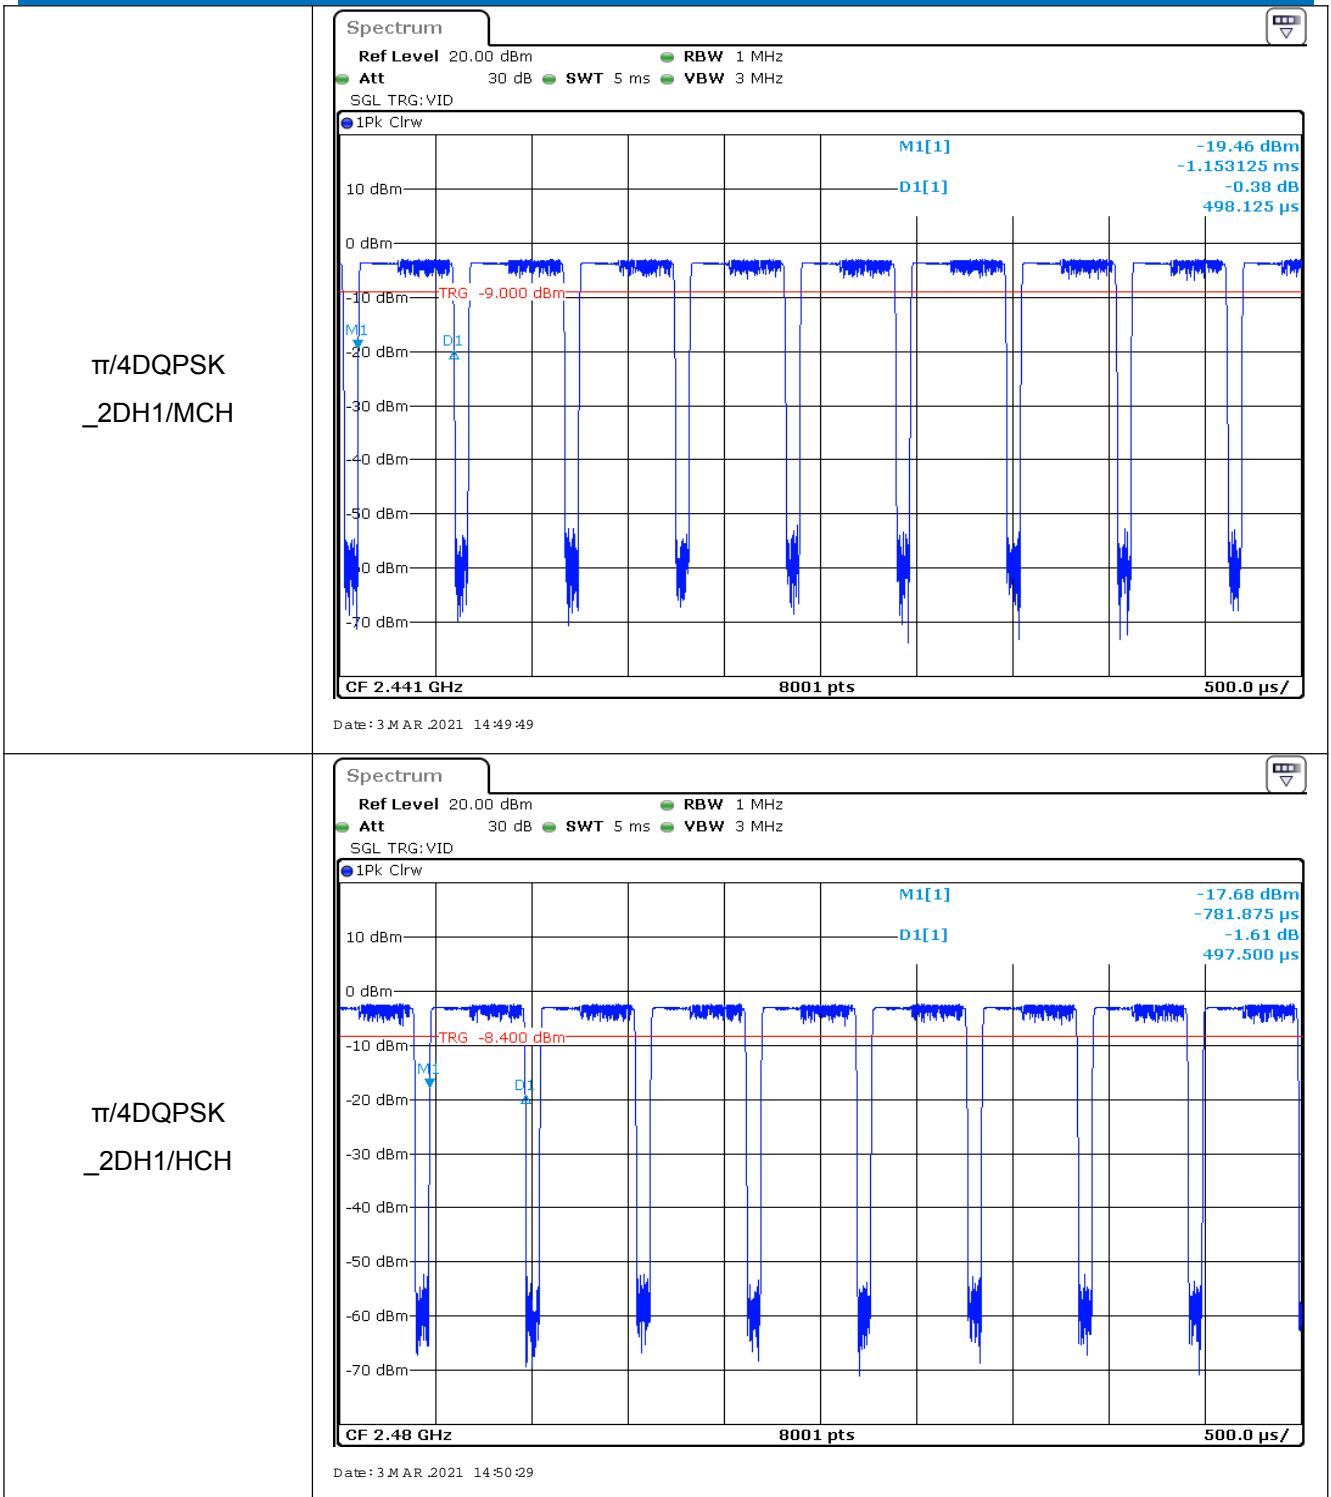 π/4DQPSK
_2DH1/MCH
Spectrum
Ref Level 20.00 dBm RBW 1 MHz
Att 30 dB SWT 5 ms VBW 3 MHz
SGL TRG:VID
1Pk Clrw
M1[1] -19.46 dBm
-1.153125 ms
10 dBm D1[1] -0.38 dB
498.125 µs
0 dBm
-10 dBm TRG -9.000 dBm
M1
D1
-20 dBm
-30 dBm
-40 dBm
-50 dBm
-60 dBm
-70 dBm
CF 2.441 GHz 8001 pts 500.0 µs/
Date: 3.MAR.2021 14:49:49
π/4DQPSK
_2DH1/HCH
Spectrum
Ref Level 20.00 dBm RBW 1 MHz
Att 30 dB SWT 5 ms VBW 3 MHz
SGL TRG:VID
1Pk Clrw
M1[1] -17.68 dBm
-781.875 µs
10 dBm D1[1] -1.61 dB
497.500 µs
0 dBm
TRG -8.400 dBm
-10 dBm
M1
D1
-20 dBm
-30 dBm
-40 dBm
-50 dBm
-60 dBm
-70 dBm
CF 2.48 GHz 8001 pts 500.0 µs/
Date: 3.MAR.2021 14:50:29